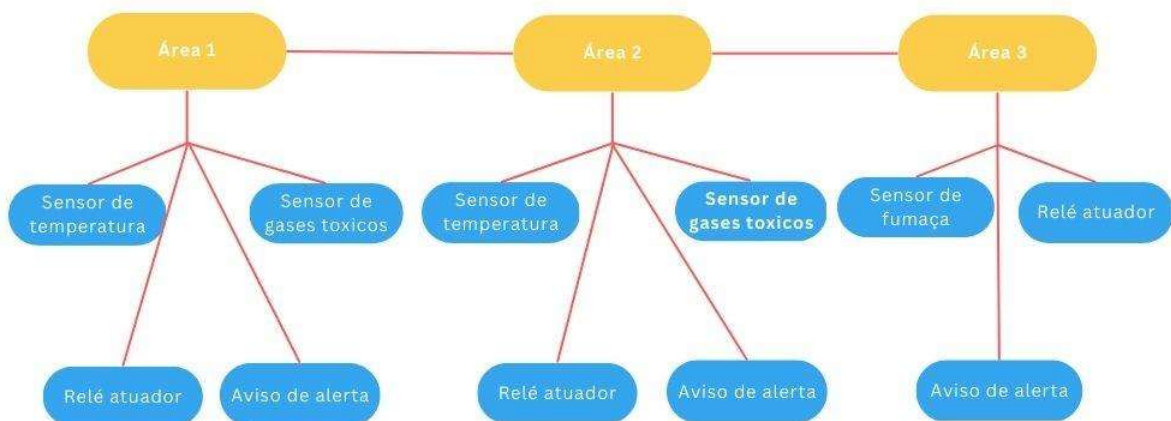 Área 1
Área 2
Área 3
Sensor de
temperatura
Sensor de
gases toxicos
Sensor de
temperatura
Sensor de
gases toxicos
Sensor de
fumaça
Relé atuador
Relé atuador
Aviso de alerta
Relé atuador
Aviso de alerta
Aviso de alerta